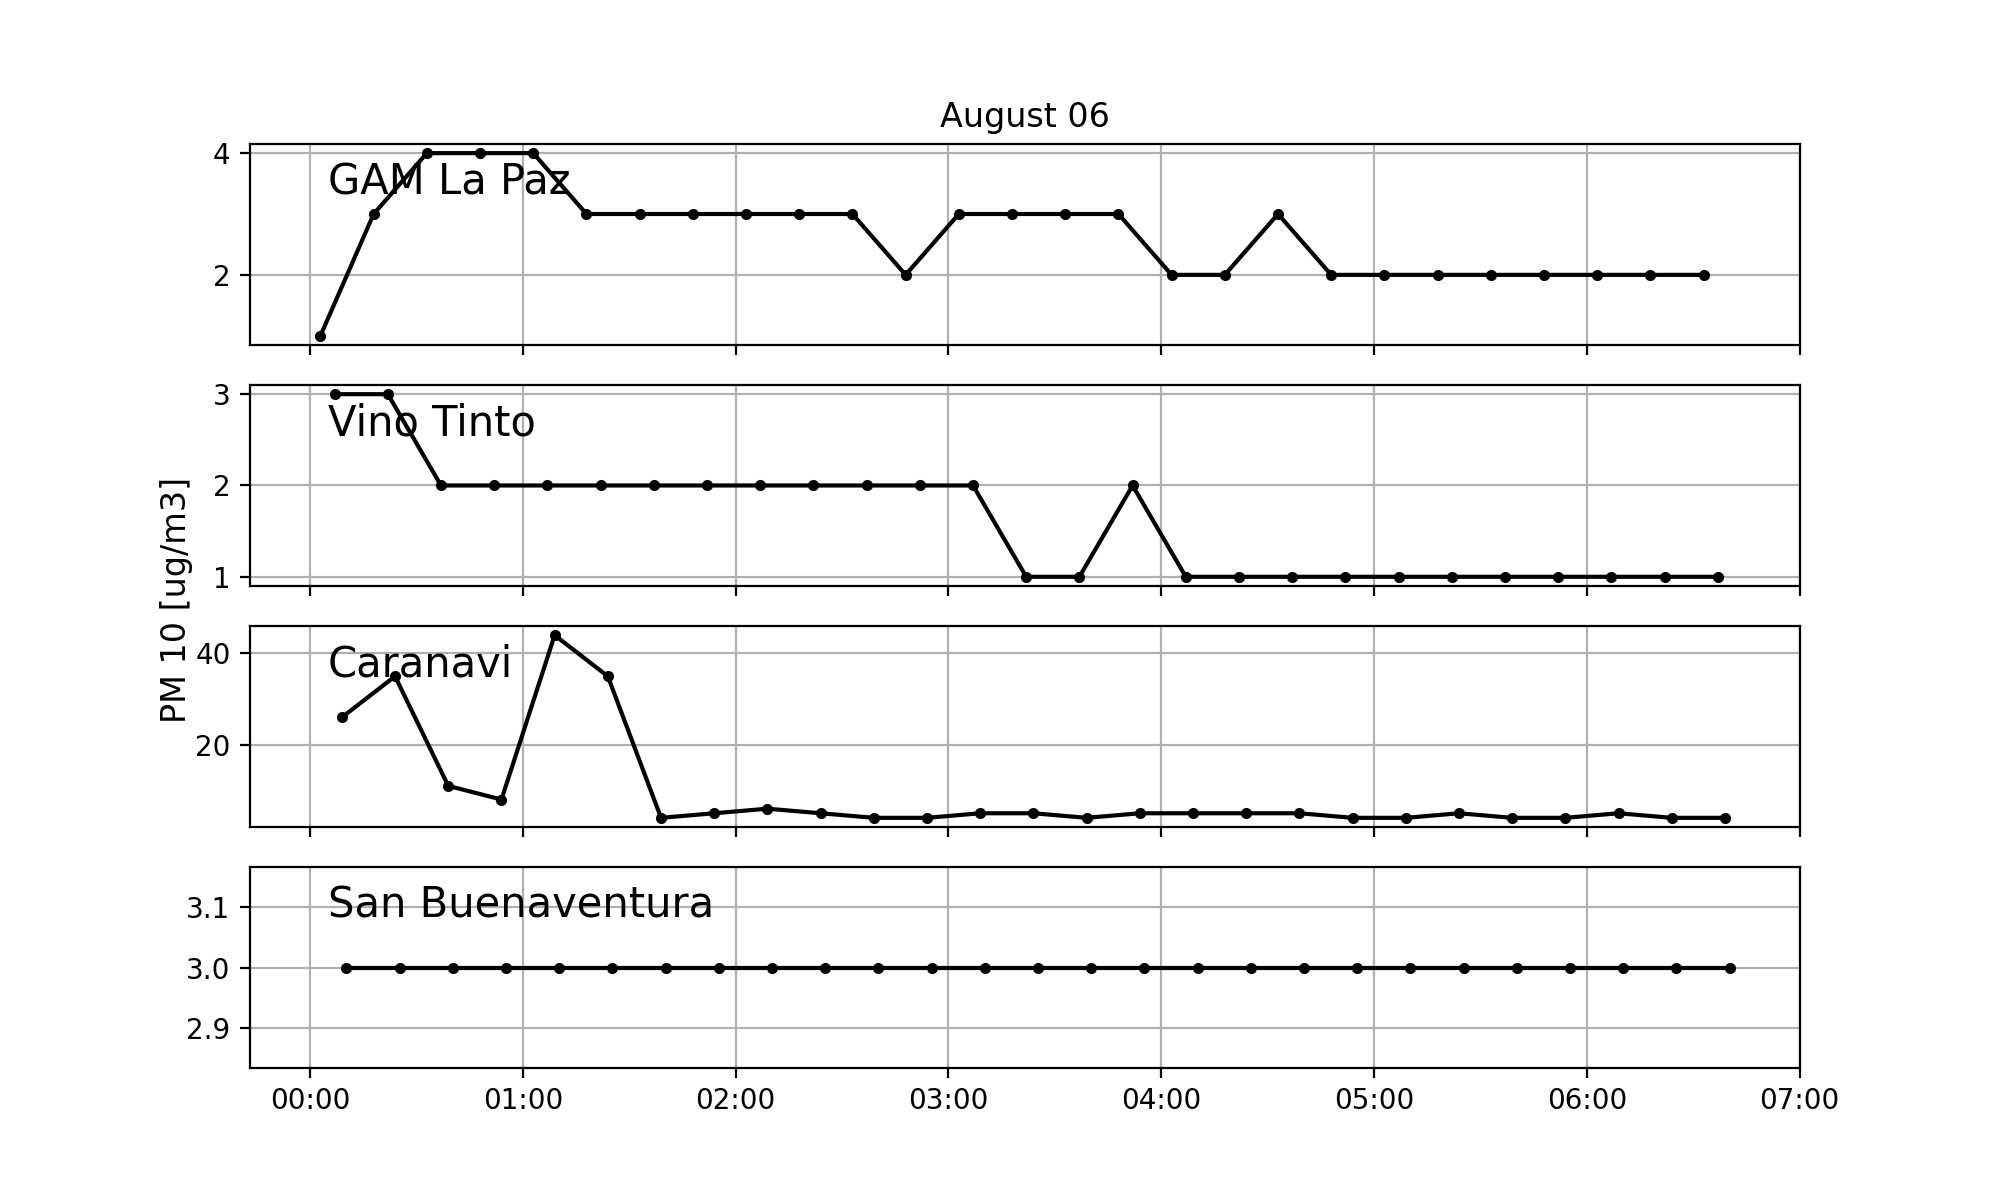 August 06
PM 10 [ug/m3]
4
2
GAM La Paz
3
2
1
Vino Tinto
40
20
Caranavi
3.1
3.0
2.9
San Buenaventura
00:00 01:00 02:00 03:00 04:00 05:00 06:00 07:00